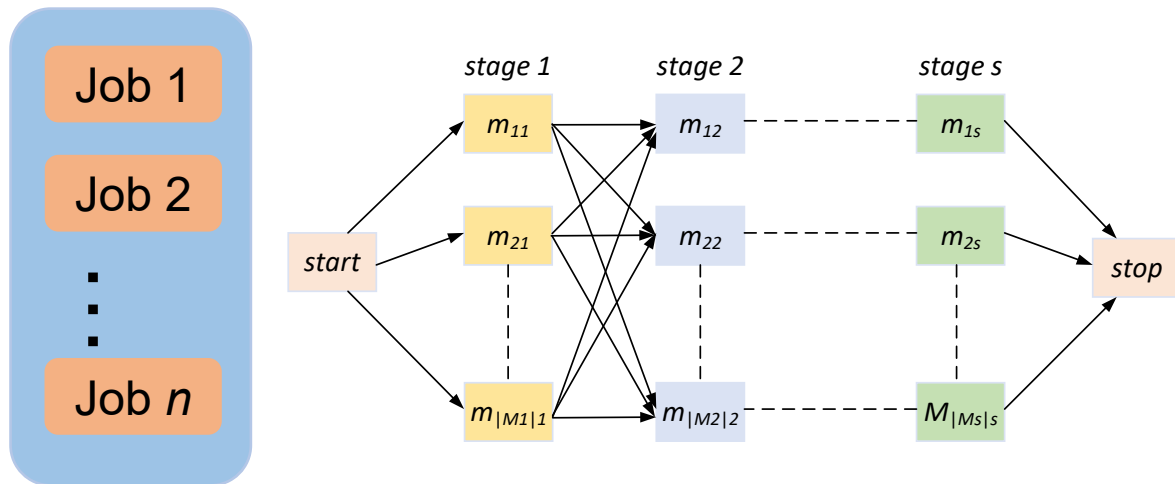 Job 1
Job 2
Job n
stage 1
stage 2
stage s
m11
m12
m1s
m21
m22
m2s
start
stop
m|M1|1
m|M2|2
M|Ms|s